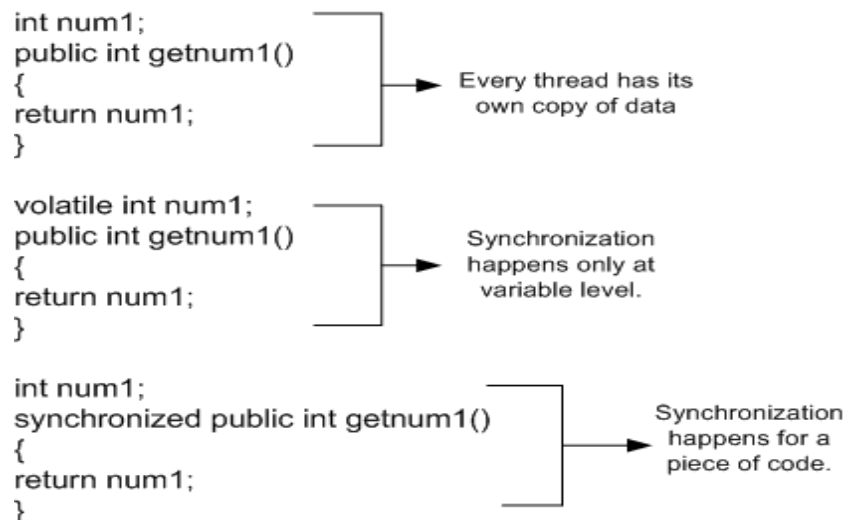 int num1;
public int getnum1()
{
return num1;
}
Every thread has its
own copy of data
volatile int num1;
public int getnum1()
{
return num1;
}
Synchronization
happens only at
variable level.
int num1;
synchronized public int getnum1()
{
return num1;
}
Synchronization
happens for a
piece of code.